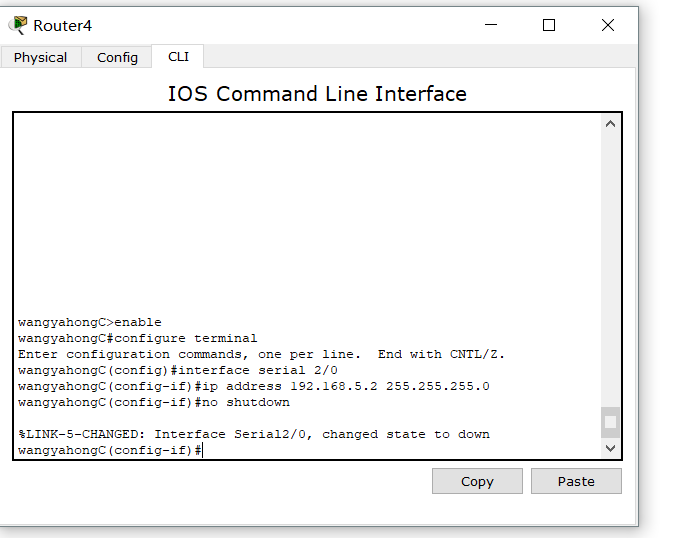 Router4
Physical Config CLI
IOS Command Line Interface
wangyahongC>enable
wangyahongC#configure terminal
Enter configuration commands, one per line.  End with CNTL/Z.
wangyahongC(config)#interface serial 2/0
wangyahongC(config-if)#ip address 192.168.5.2 255.255.255.0
wangyahongC(config-if)#no shutdown
%LINK-5-CHANGED: Interface Serial2/0, changed state to down
wangyahongC(config-if)#
Copy Paste